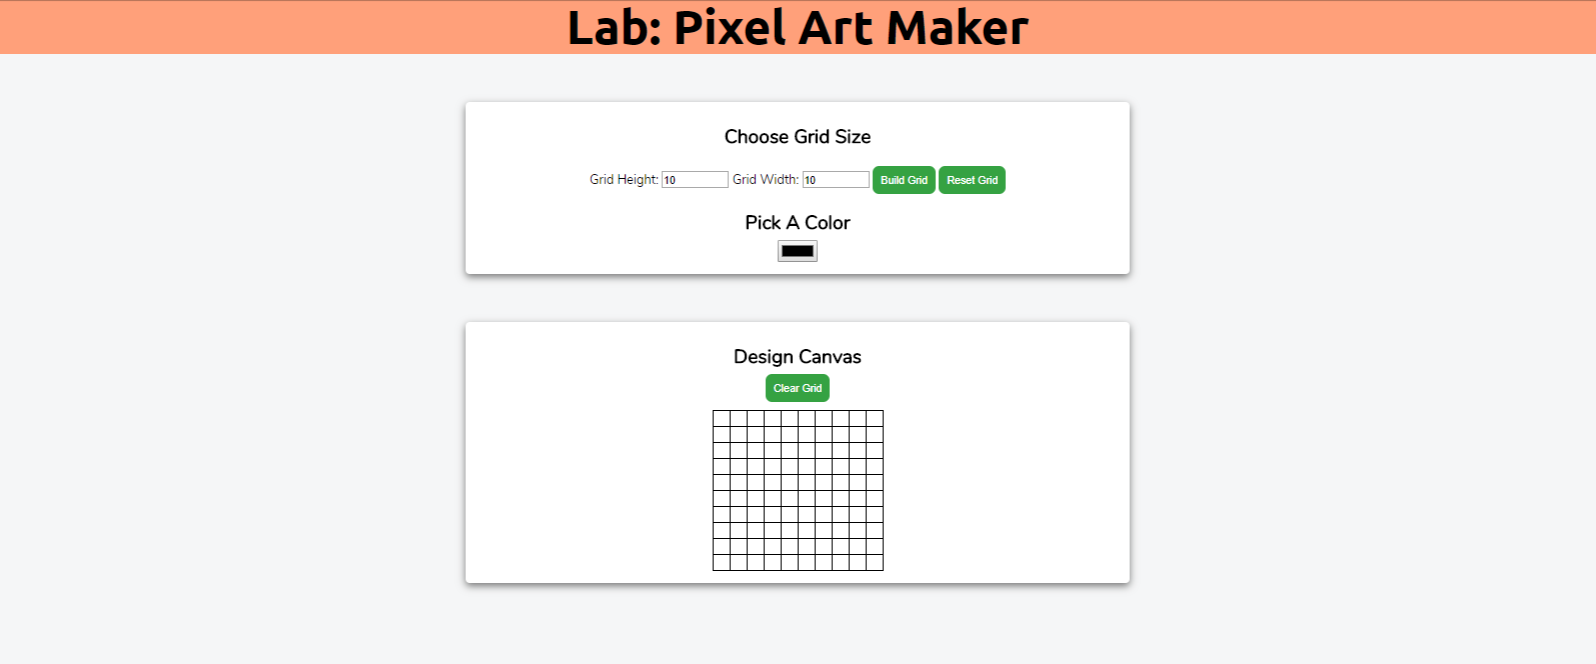 Lab: Pixel Art Maker
Choose Grid Size
Grid Height: 10 Grid Width: 10 Build Grid Reset Grid
Pick A Color
Design Canvas
Clear Grid